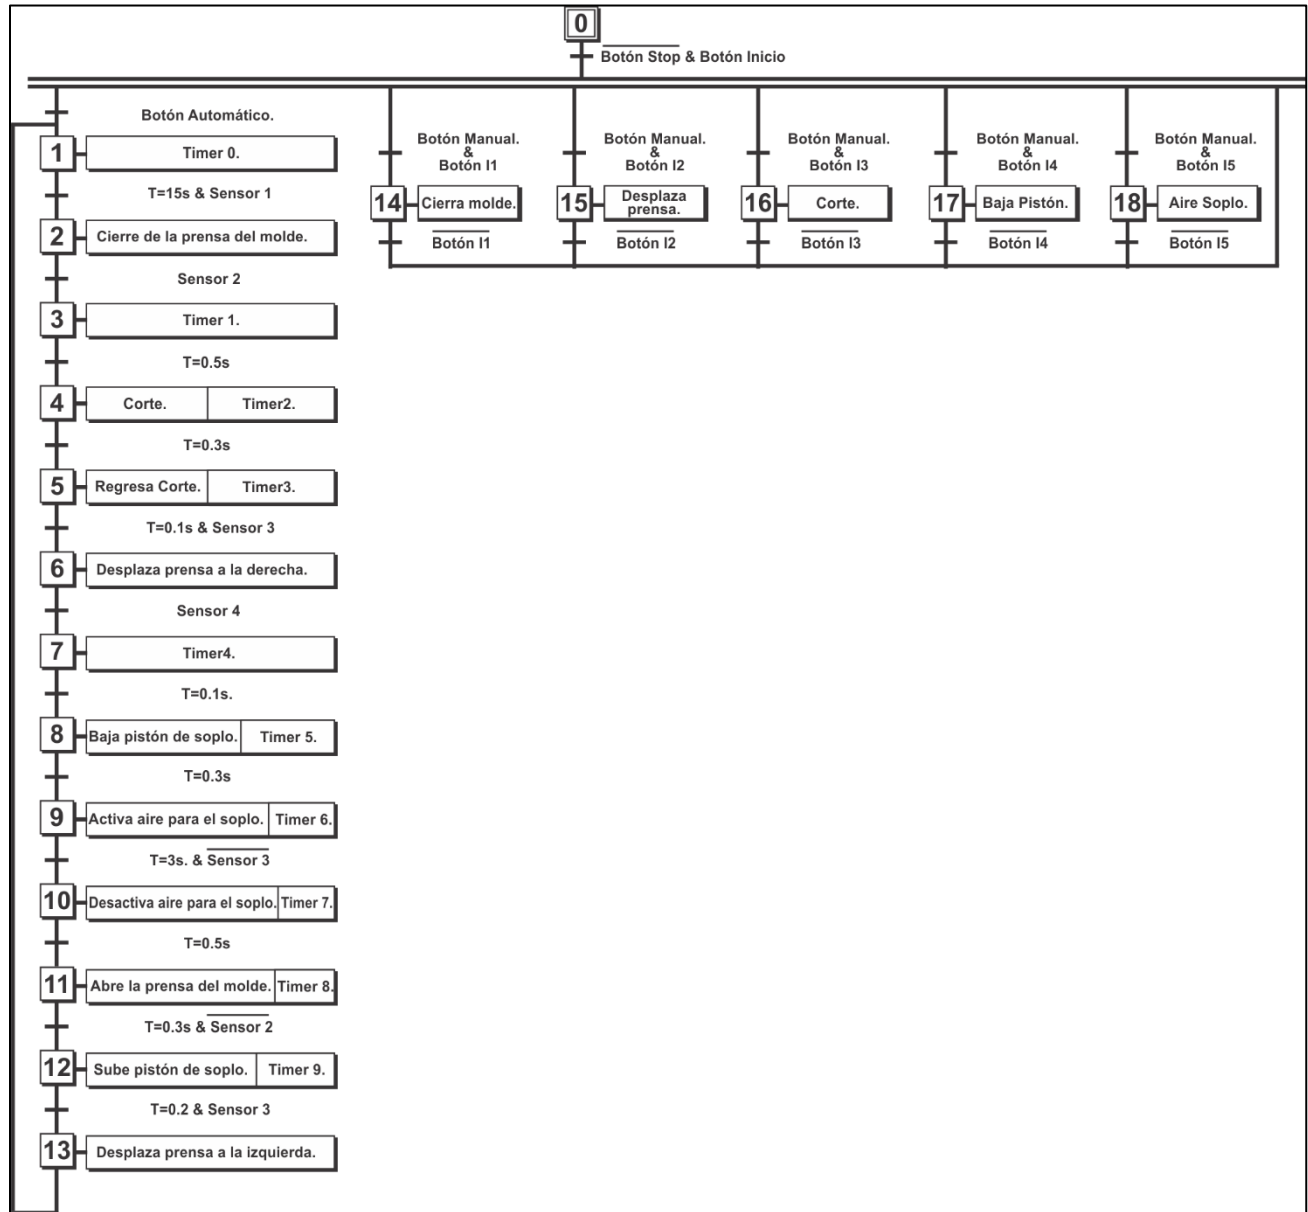 0
Botón Stop & Botón Inicio
Botón Automático.
1 Timer 0.
T=15s & Sensor 1
2 Cierre de la prensa del molde.
Sensor 2
3 Timer 1.
T=0.5s
4 Corte. Timer2.
T=0.3s
5 Regresa Corte. Timer3.
T=0.1s & Sensor 3
6 Desplaza prensa a la derecha.
Sensor 4
7 Timer4.
T=0.1s.
8 Baja pistón de soplo. Timer 5.
T=0.3s
9 Activa aire para el soplo. Timer 6.
T=3s. & Sensor 3
10 Desactiva aire para el soplo. Timer 7.
T=0.5s
11 Abre la prensa del molde. Timer 8.
T=0.3s & Sensor 2
12 Sube pistón de soplo. Timer 9.
T=0.2 & Sensor 3
13 Desplaza prensa a la izquierda.
Botón Manual.
&
Botón I1
14 Cierra molde.
Botón I1
Botón Manual.
&
Botón I2
15 Desplaza
prensa.
Botón I2
Botón Manual.
&
Botón I3
16 Corte.
Botón I3
Botón Manual.
&
Botón I4
17 Baja Pistón.
Botón I4
Botón Manual.
&
Botón I5
18 Aire Soplo.
Botón I5